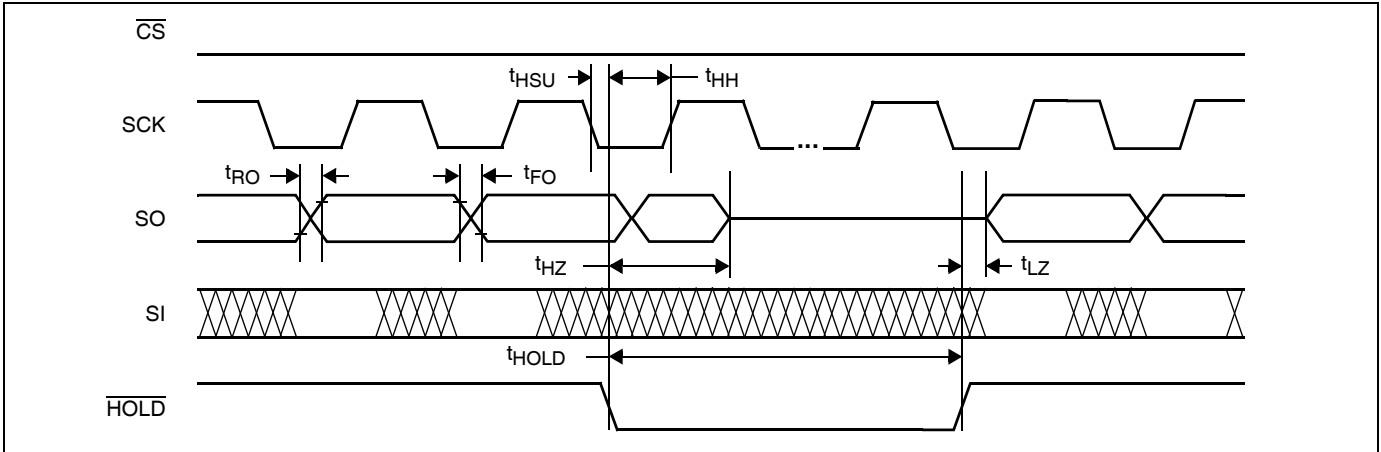 CS
tHSU
tHH
SCK
...
tRO
tFO
SO
tHZ
tLZ
SI
tHOLD
HOLD